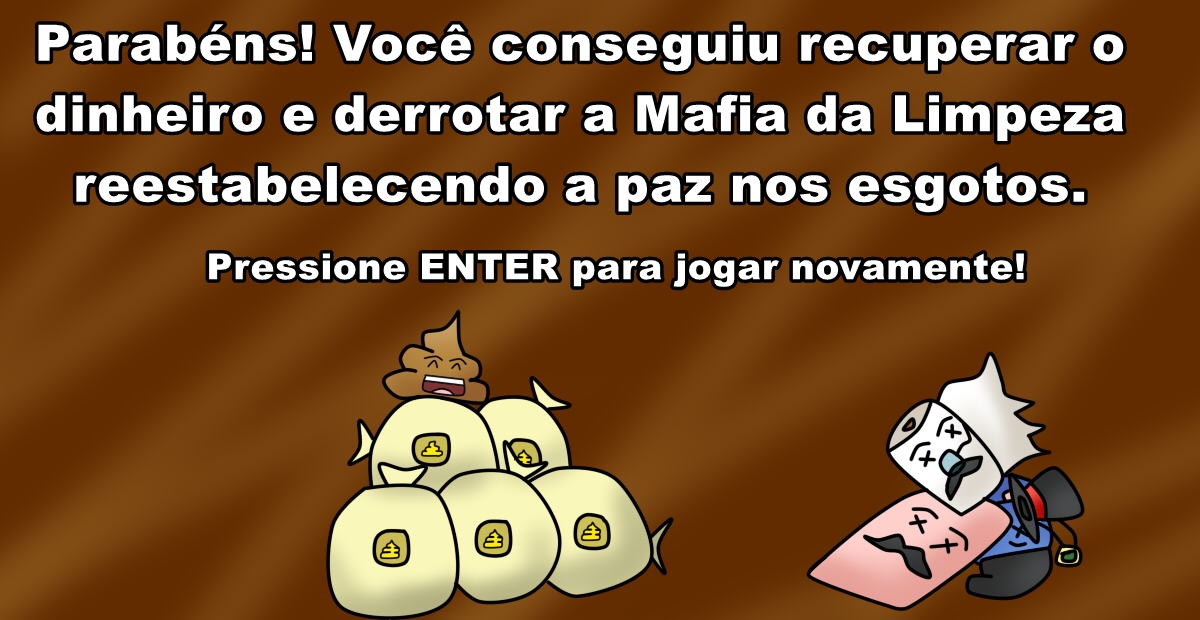 Parabéns! Você conseguiu recuperar o
dinheiro e derrotar a Mafia da Limpeza
reestabelecendo a paz nos esgotos.
Pressione ENTER para jogar novamente!